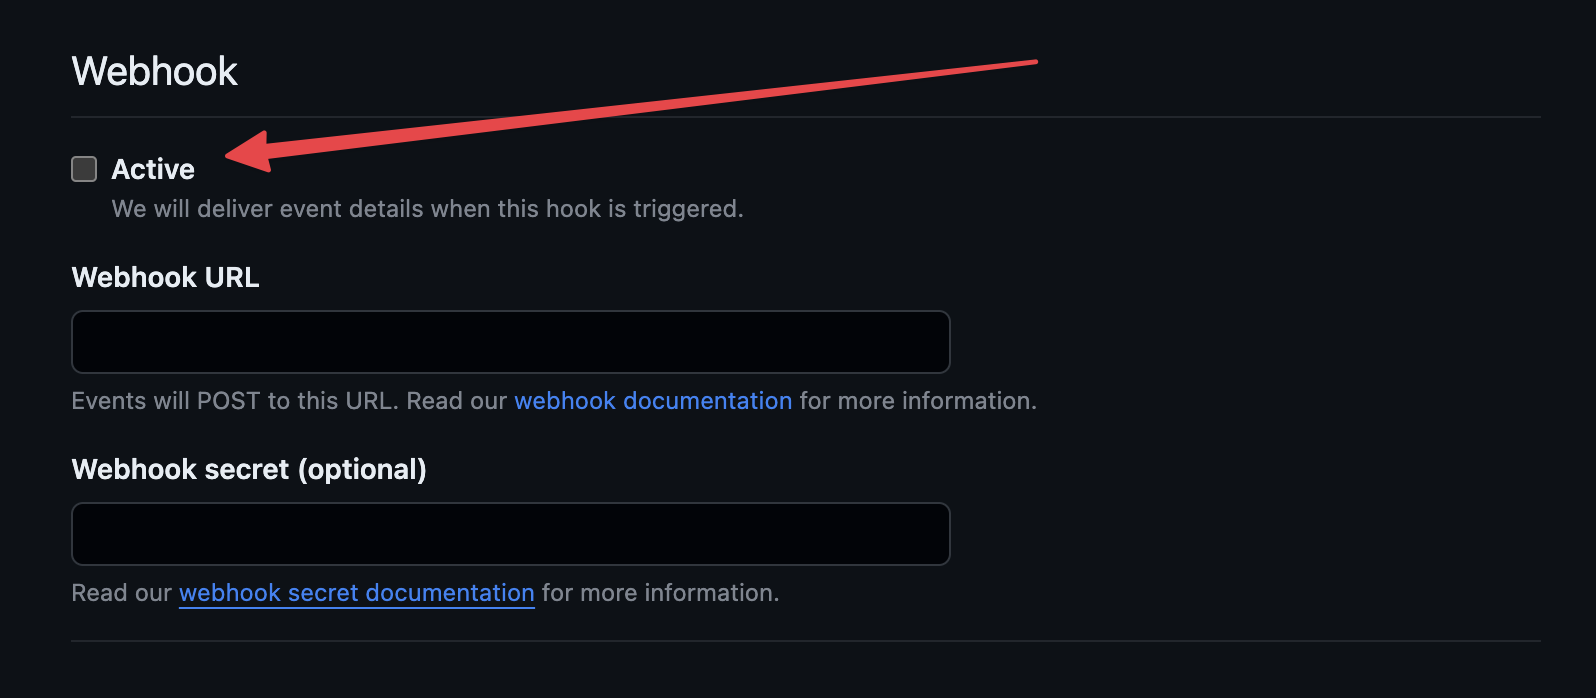 Webhook
Active
We will deliver event details when this hook is triggered.
Webhook URL
Events will POST to this URL. Read our webhook documentation for more information.
Webhook secret (optional)
Read our webhook secret documentation for more information.